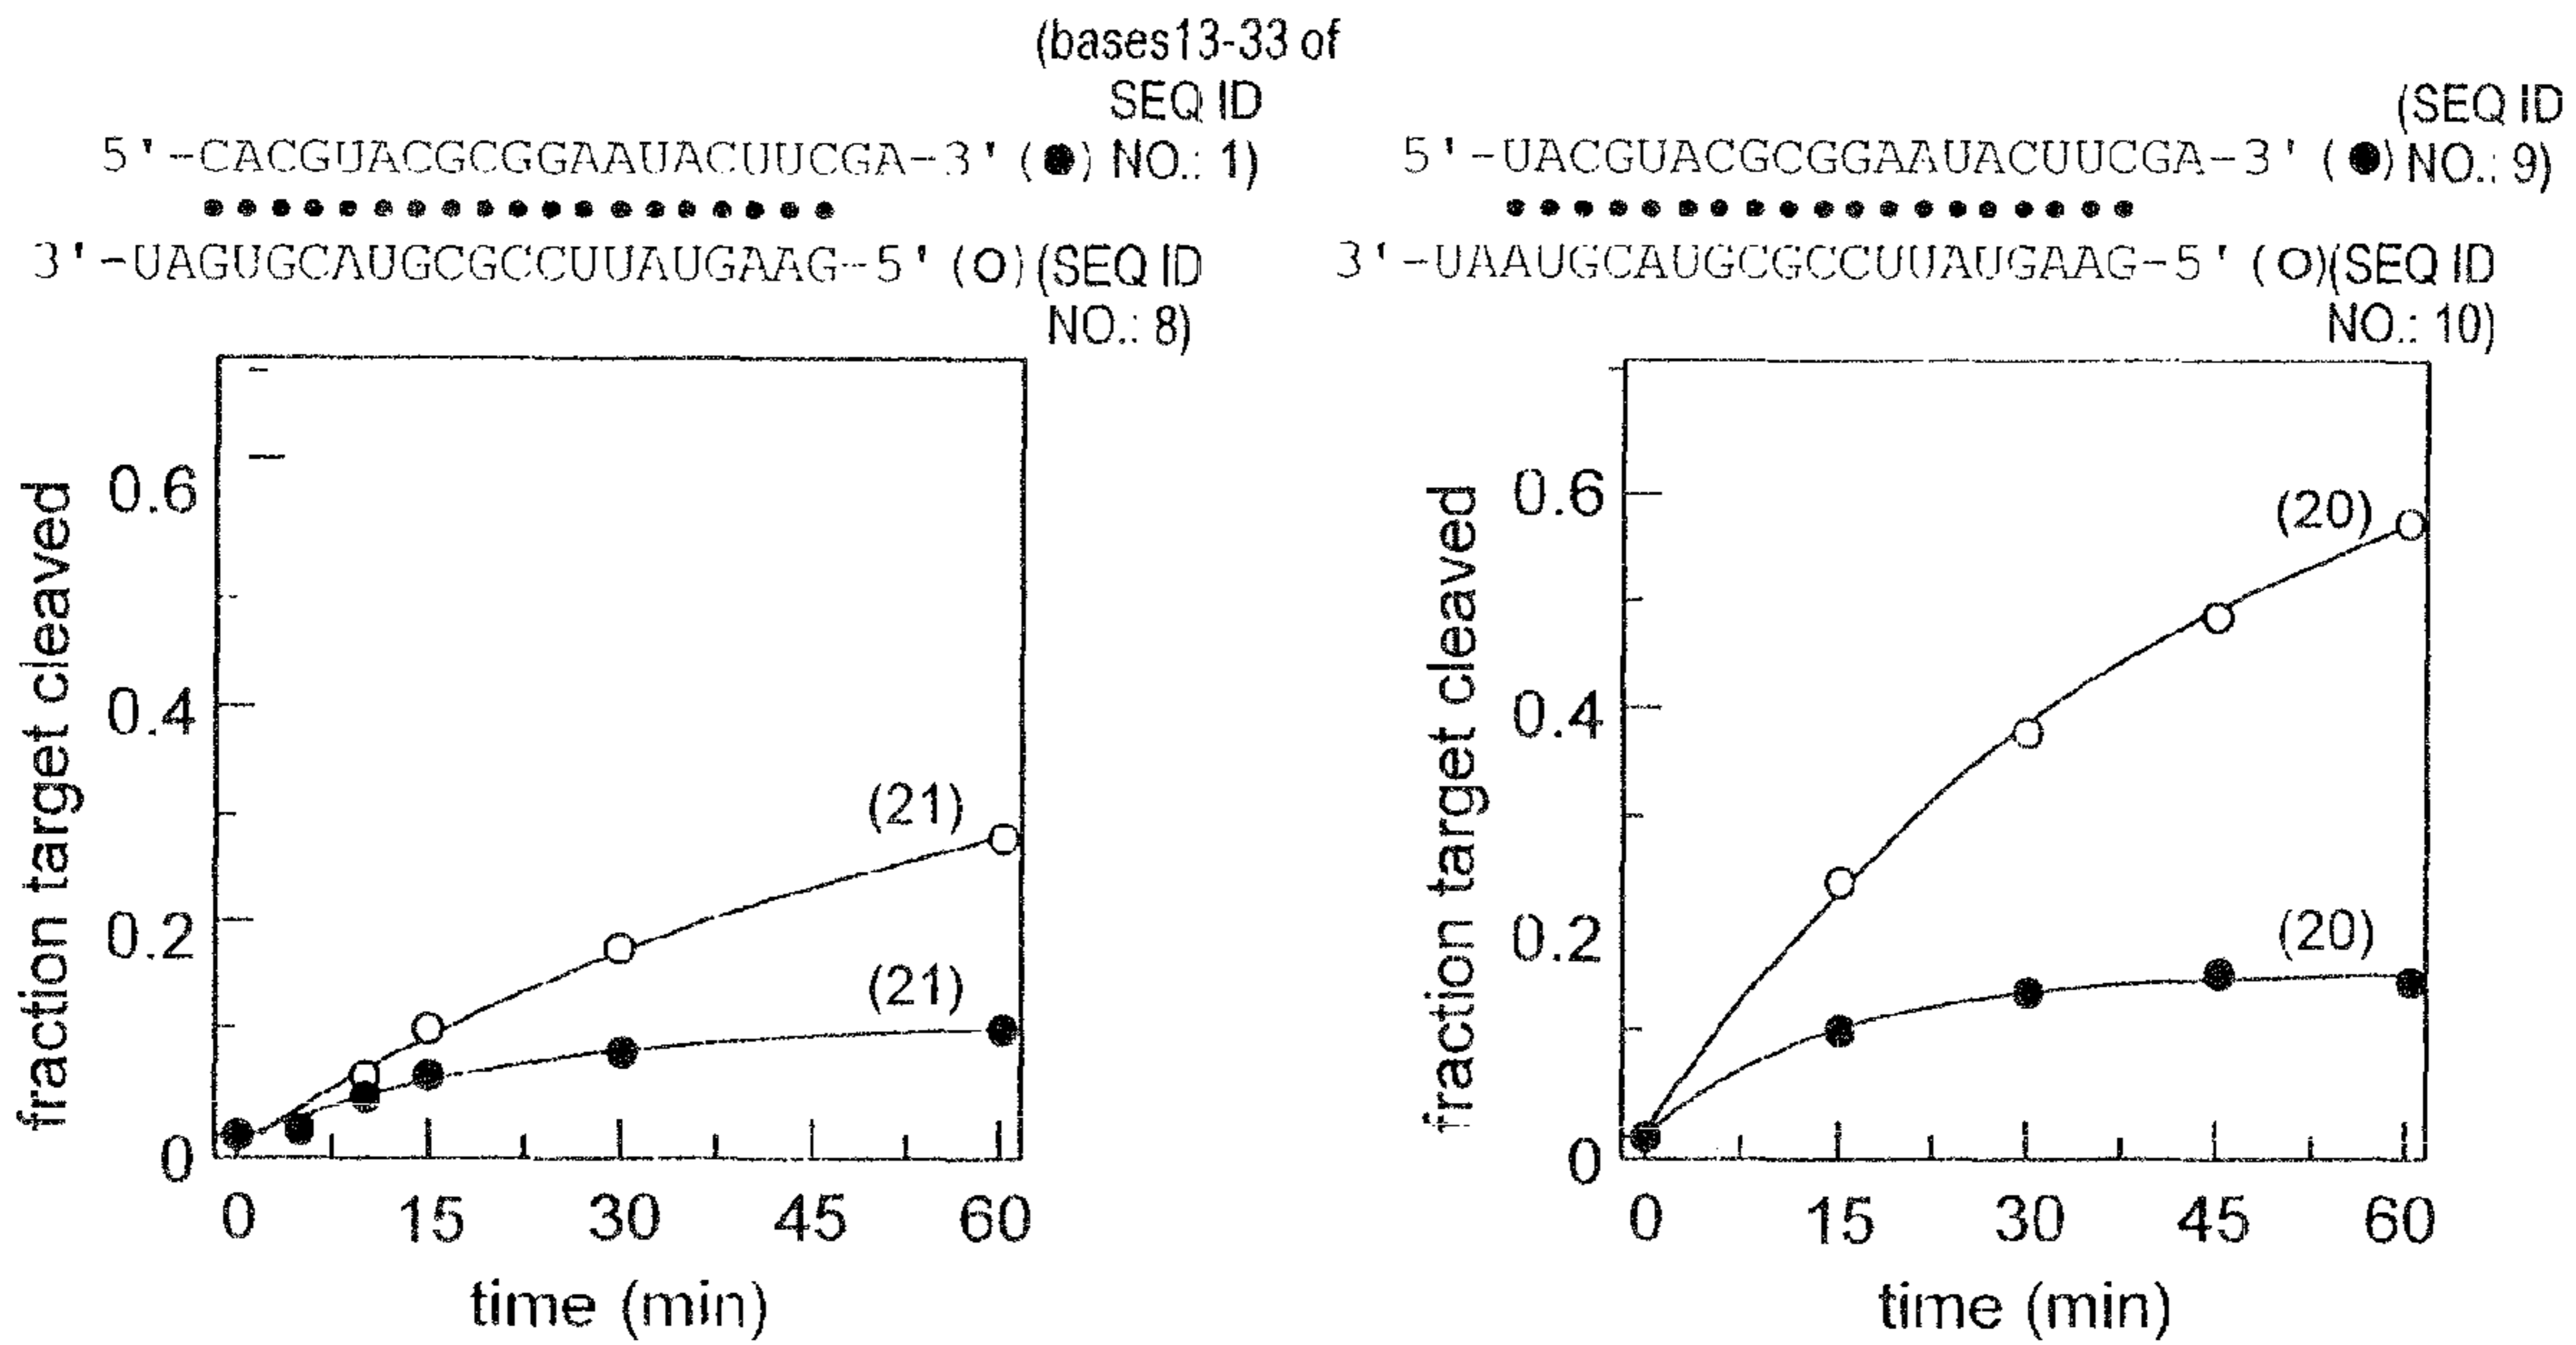 (bases13-33 of
SEQ ID
5'-CACGUACGCGGAAUACUUCGA-3' (●) NO.: 1)
3'-UAGUGCAUGCGCCUUAUGAAG-5' (O)(SEQ ID
NO.: 8)
(SEQ ID
5'-UACGUACGCGGAAUACUUCGA-3' (●) NO.: 9)
3'-UAAUGCAUGCGCCUUAUGAAG-5' (O)(SEQ ID
NO.: 10)
fraction target cleaved
0.6
0.4
0.2
0
(21)
(21)
0 15 30 45 60
time (min)
fraction target cleaved
0.6
0.4
0.2
0
(20)
(20)
0 15 30 45 60
time (min)